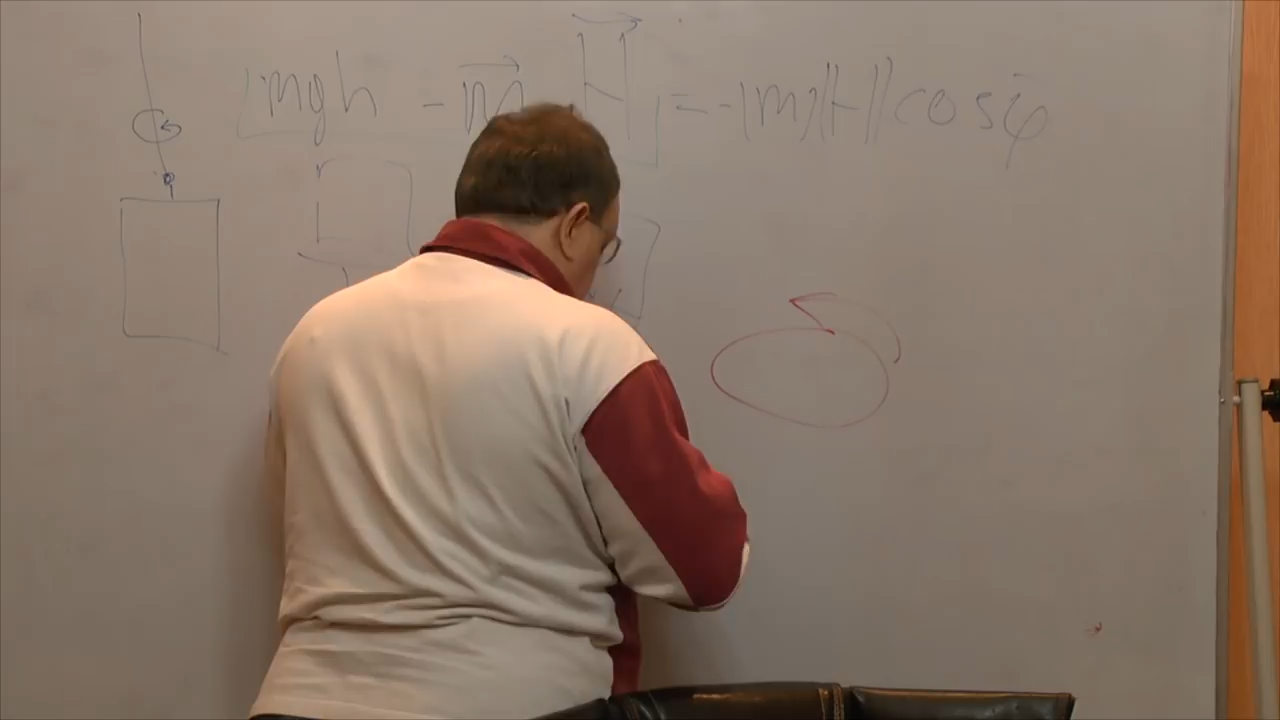 mgh - m⃗ H⃗ = -|m||H|cosφ